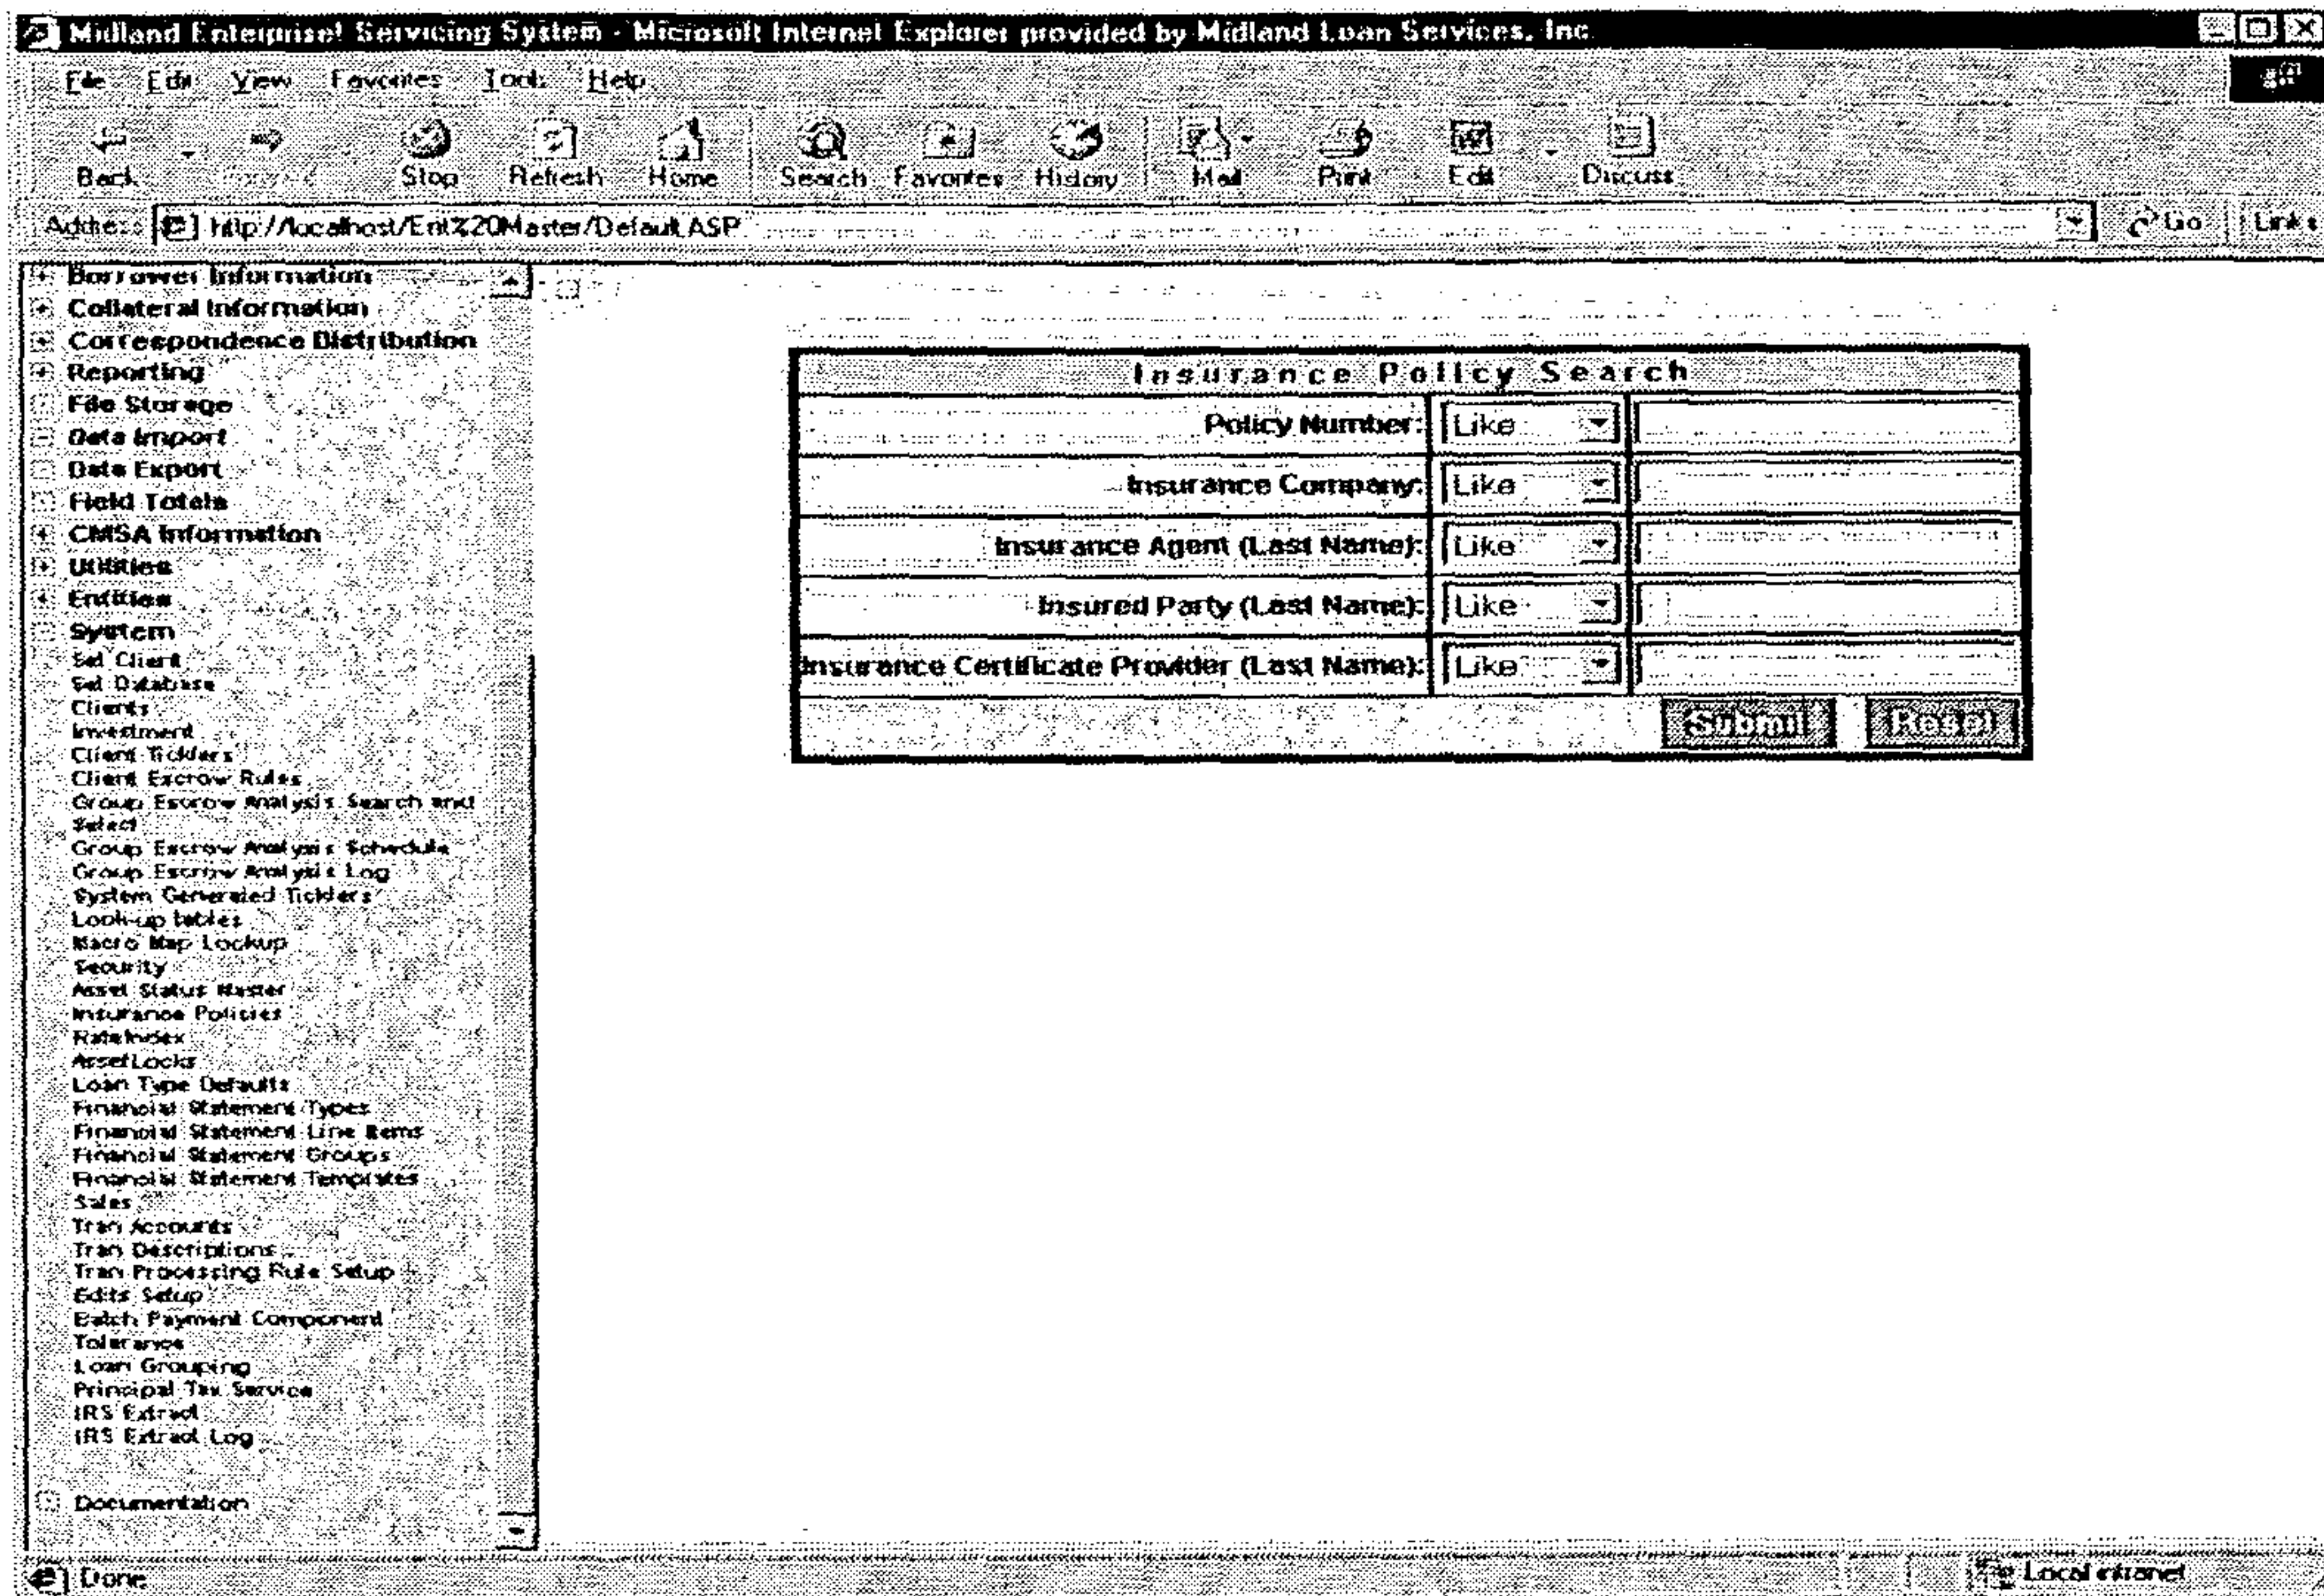 Midland Enterprise! Servicing System - Microsoft Internet Explorer provided by Midland Loan Services, Inc.
File Edit View Favorites Tools Help
Back Forward Stop Refresh Home Search Favorites History Mail Print Edit Discuss
Address http://localhost/Ent%20Master/Default.ASP Go Links
Borrower Information
Collateral Information
Correspondence Distribution
Reporting
File Storage
Data Import
Data Export
Field Totals
CMSA Information
Utilities
Entities
System
Set Client
Set Database
Clients
Investment
Client Ticklers
Client Escrow Rules
Group Escrow Analysis Search and
Select
Group Escrow Analysis Schedule
Group Escrow Analysis Log
System Generated Ticklers
Look-up tables
Macro Map Lookup
Security
Asset Status Master
Insurance Policies
RateIndex
AssetLocks
Loan Type Defaults
Financial Statement Types
Financial Statement Line Items
Financial Statement Groups
Financial Statement Templates
Sales
Tran Accounts
Tran Descriptions
Tran Processing Rule Setup
Edits Setup
Batch Payment Component
Tolerance
Loan Grouping
Principal Tax Service
IRS Extract
IRS Extract Log
Documentation
Insurance Policy Search
Policy Number: Like
Insurance Company: Like
Insurance Agent (Last Name): Like
Insured Party (Last Name): Like
Insurance Certificate Provider (Last Name): Like
Submit Reset
Done Local intranet